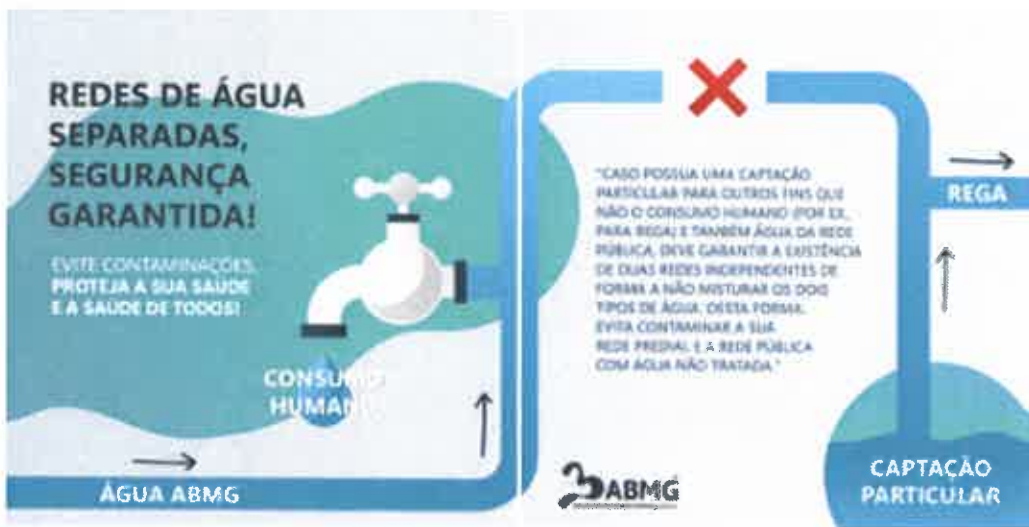 REDES DE ÁGUA
SEPARADAS,
SEGURANÇA
GARANTIDA!
EVITE CONTAMINAÇÕES,
PROTEJA A SUA SAÚDE
E A SAÚDE DE TODOS!
CONSUMO
HUMANO
ÁGUA ABMG
"CASO POSSUA UMA CAPTAÇÃO
PARTICULAR PARA OUTROS FINS QUE
NÃO O CONSUMO HUMANO (POR EX.,
PARA REGA) E TAMBÉM ÁGUA DA REDE
PÚBLICA, DEVE GARANTIR A EXISTÊNCIA
DE DUAS REDES INDEPENDENTES DE
FORMA A NÃO MISTURAR OS DOIS
TIPOS DE ÁGUA. DESTA FORMA,
EVITA CONTAMINAR A SUA
REDE PREDIAL E A REDE PÚBLICA
COM ÁGUA NÃO TRATADA."
ABMG
REGA
CAPTAÇÃO
PARTICULAR